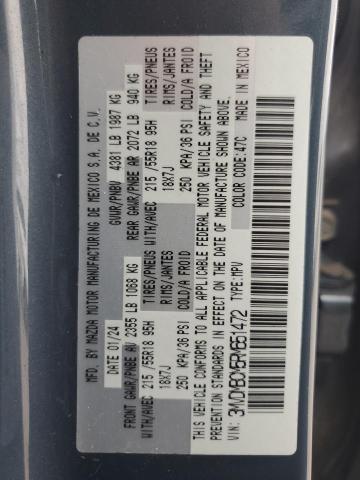 MFD. BY MAZDA MOTOR MANUFACTURING DE MEXICO S.A. DE C.V.
DATE 01/24 GVWR/PNBV 4381 LB 1987 KG
FRONT GAWR/PNBE AV 2355 LB 1068 KG REAR GAWR/PNBE AR 2072 LB 940 KG
WITH/AVEC 215 /55R18 95H TIRES/PNEUS WITH/AVEC 215 /55R18 95H TIRES/PNEUS
18X7J RIMS/JANTES 18X7J RIMS/JANTES
250 KPA/36 PSI COLD/A FROID 250 KPA/36 PSI COLD/A FROID
THIS VEHICLE CONFORMS TO ALL APPLICABLE FEDERAL MOTOR VEHICLE SAFETY AND THEFT
PREVENTION STANDARDS IN EFFECT ON THE DATE OF MANUFACTURE SHOWN ABOVE.
MADE IN MEXICO
TYPE:MPV COLOR CODE:47C